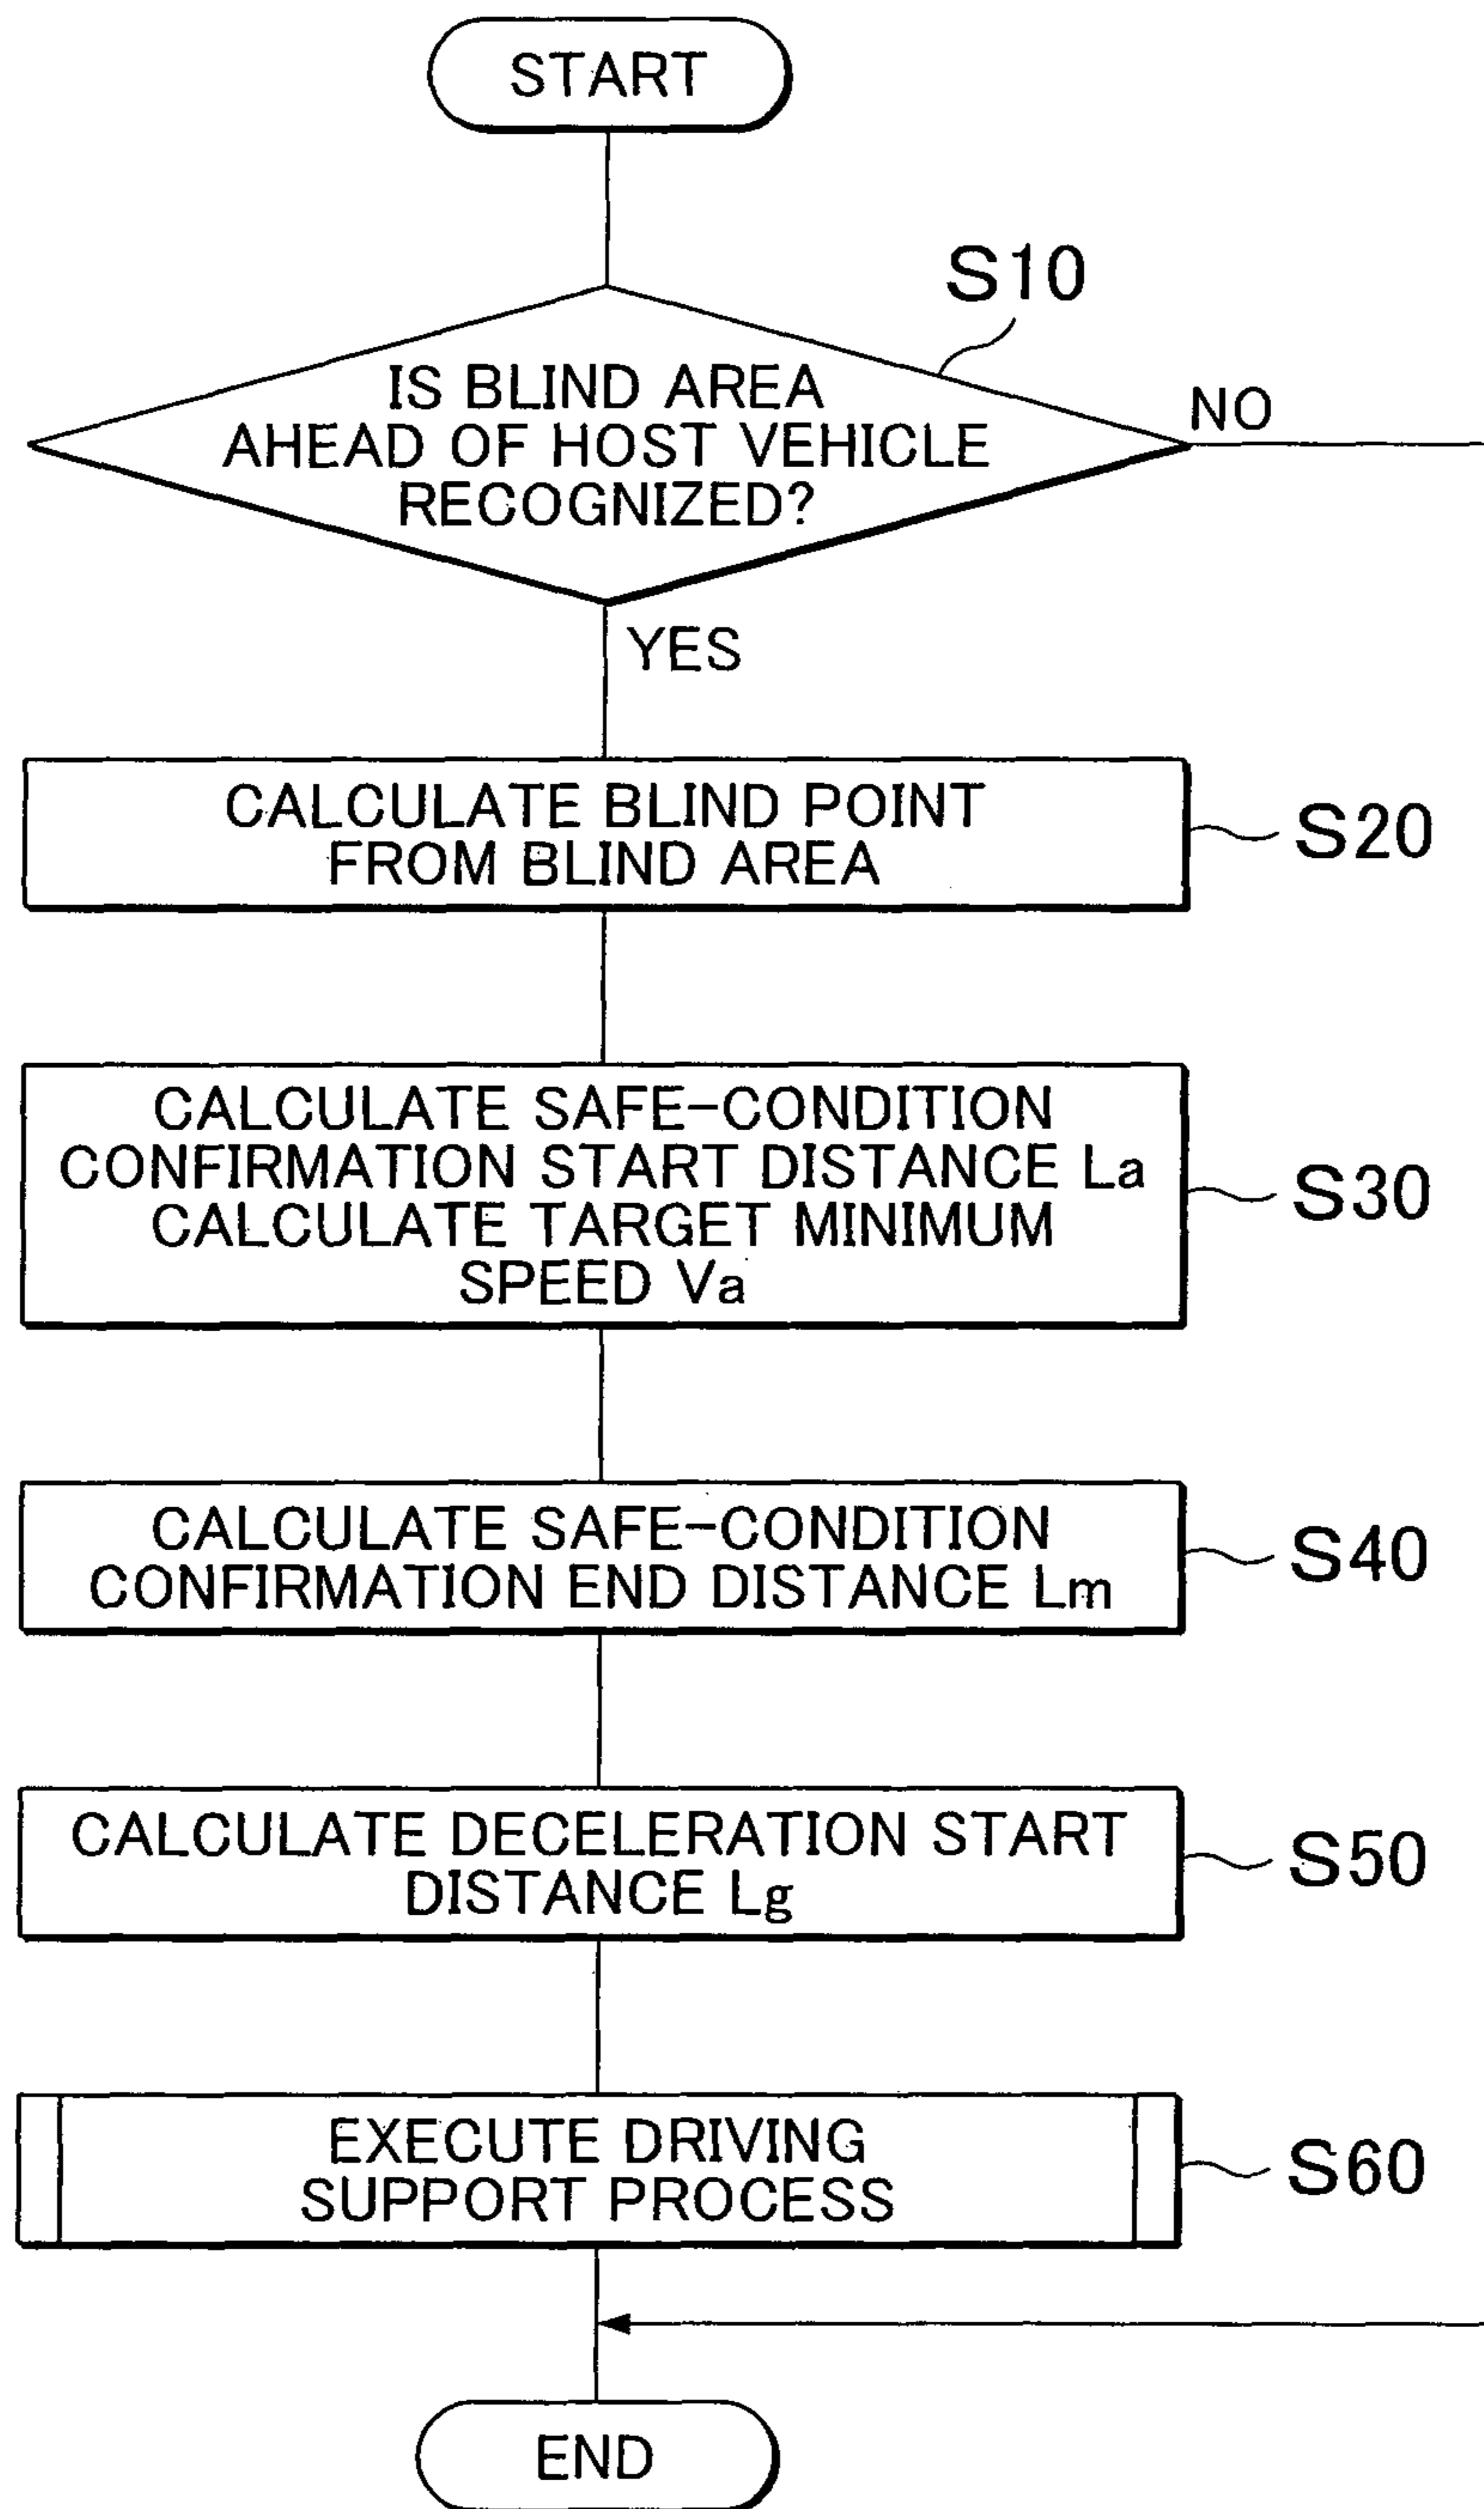 START
S10
IS BLIND AREA
AHEAD OF HOST VEHICLE
RECOGNIZED?
NO
YES
CALCULATE BLIND POINT
FROM BLIND AREA
S20
CALCULATE SAFE-CONDITION
CONFIRMATION START DISTANCE La
CALCULATE TARGET MINIMUM
SPEED Va
S30
CALCULATE SAFE-CONDITION
CONFIRMATION END DISTANCE Lm
S40
CALCULATE DECELERATION START
DISTANCE Lg
S50
EXECUTE DRIVING
SUPPORT PROCESS
S60
END